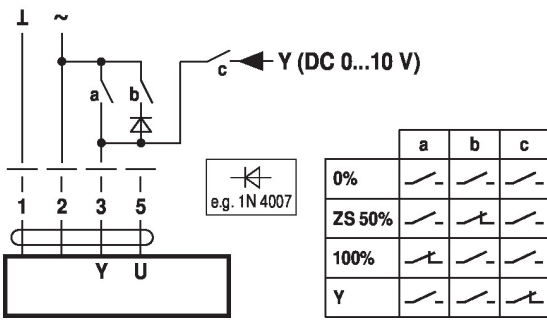 ⊥ ~
a b c Y (DC 0...10 V)
e.g. 1N 4007
1 2 3 5
Y U
a b c
0%
ZS 50%
100%
Y